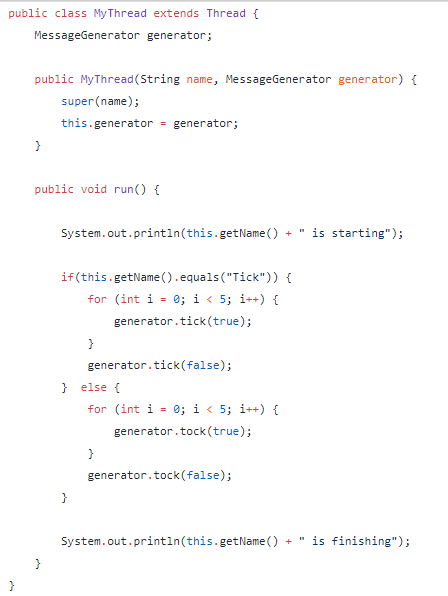 public class MyThread extends Thread {
    MessageGenerator generator;

    public MyThread(String name, MessageGenerator generator) {
        super(name);
        this.generator = generator;
    }

    public void run() {

        System.out.println(this.getName() + " is starting");

        if(this.getName().equals("Tick")) {
            for (int i = 0; i < 5; i++) {
                generator.tick(true);
            }
            generator.tick(false);
        }  else {
            for (int i = 0; i < 5; i++) {
                generator.tock(true);
            }
            generator.tock(false);
        }

        System.out.println(this.getName() + " is finishing");
    }
}